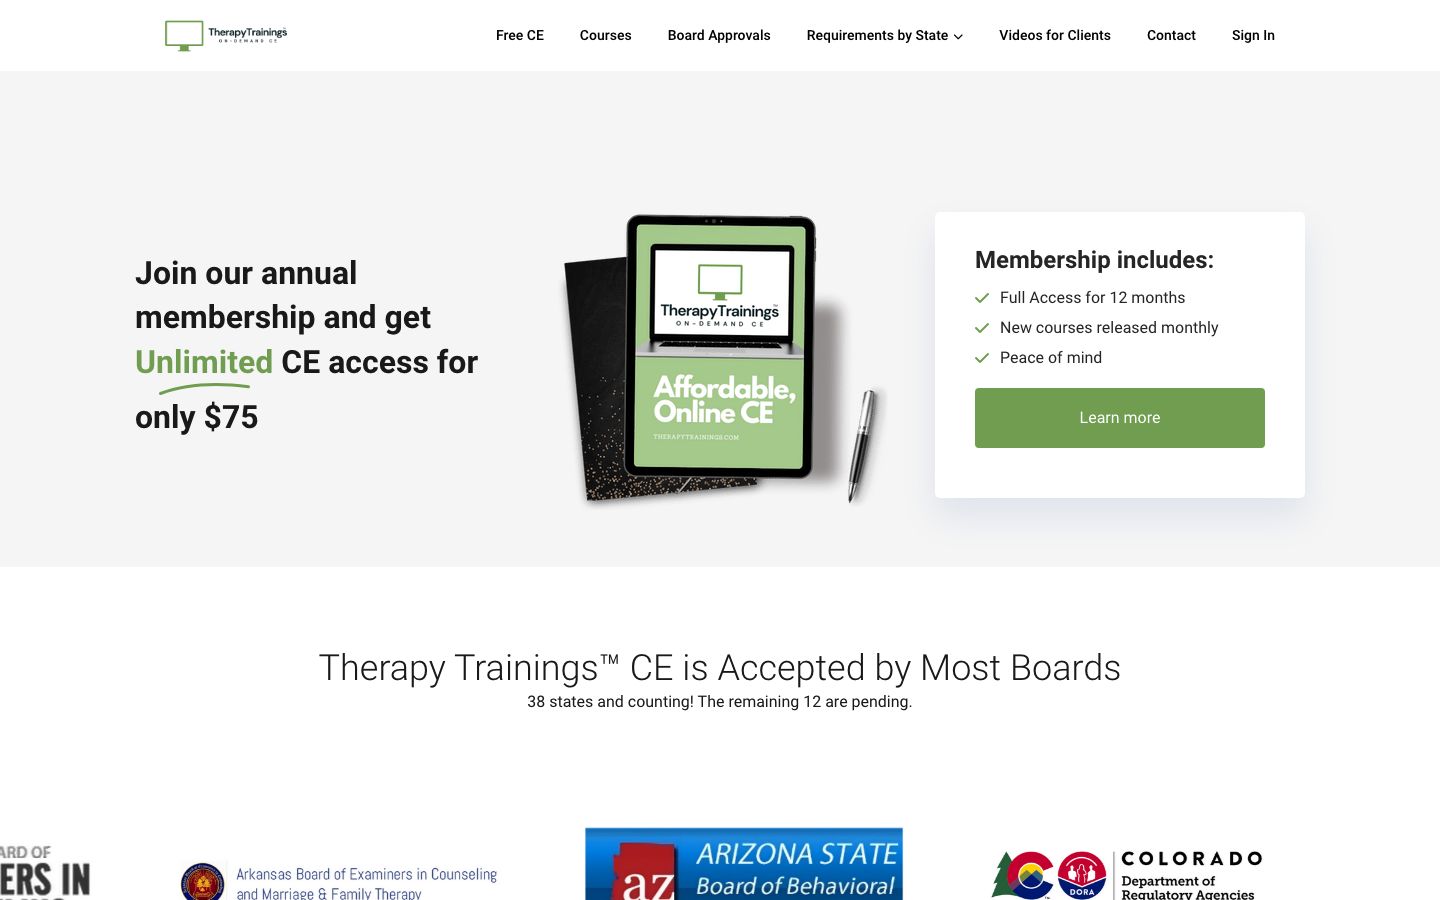 TherapyTrainings
ON-DEMAND CE
Free CE
Courses
Board Approvals
Requirements by State
Videos for Clients
Contact
Sign In
Join our annual
membership and get
Unlimited CE access for
only $75
TherapyTrainings™
ON-DEMAND CE
Affordable,
Online CE
THERAPYTRAININGS.COM
Membership includes:
Full Access for 12 months
New courses released monthly
Peace of mind
Learn more
Therapy Trainings™ CE is Accepted by Most Boards
38 states and counting! The remaining 12 are pending.
ARD OF
ERS IN
Arkansas Board of Examiners in Counseling
and Marriage & Family Therapy
az
ARIZONA STATE
Board of Behavioral
DORA
COLORADO
Department of
Regulatory Agencies